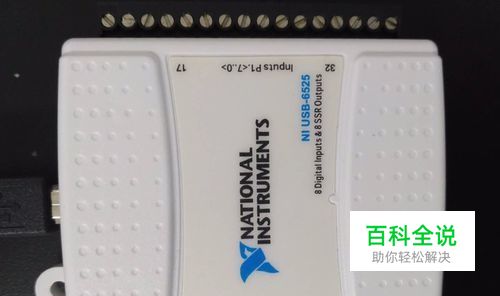 17
Inputs P1.<7..0>
32
NATIONAL
INSTRUMENTS
NI USB-6525
8 Digital Inputs & 8 SSR Outputs
百科全说
助你轻松解决